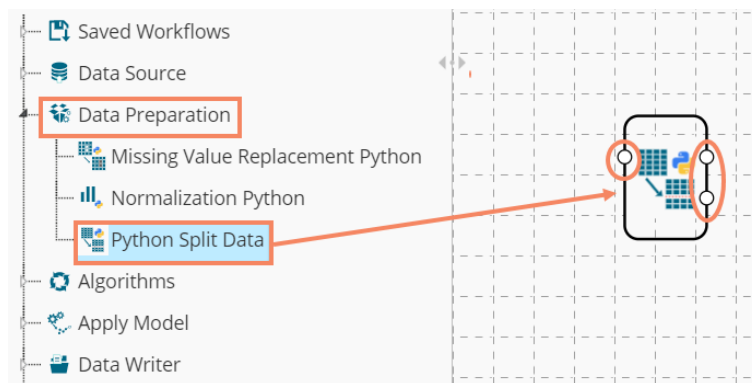 Saved Workflows
Data Source
Data Preparation
Missing Value Replacement Python
Normalization Python
Python Split Data
Algorithms
Apply Model
Data Writer